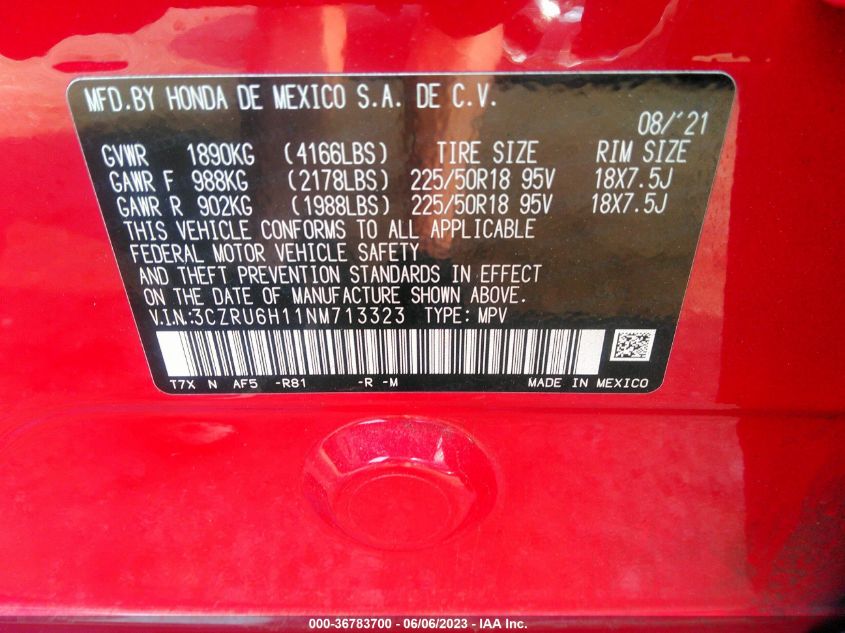 MFD.BY HONDA DE MEXICO S.A. DE C.V.
08/'21
GVWR 1890KG (4166LBS) TIRE SIZE RIM SIZE
GAWR F 988KG (2178LBS) 225/50R18 95V 18X7.5J
GAWR R 902KG (1988LBS) 225/50R18 95V 18X7.5J
THIS VEHICLE CONFORMS TO ALL APPLICABLE
FEDERAL MOTOR VEHICLE SAFETY
AND THEFT PREVENTION STANDARDS IN EFFECT
ON THE DATE OF MANUFACTURE SHOWN ABOVE.
V.I.N.:3CZRU6H11NM713323 TYPE: MPV
T7X N AF5 -R81 -R -M MADE IN MEXICO
000-36783700 - 06/06/2023 - IAA Inc.